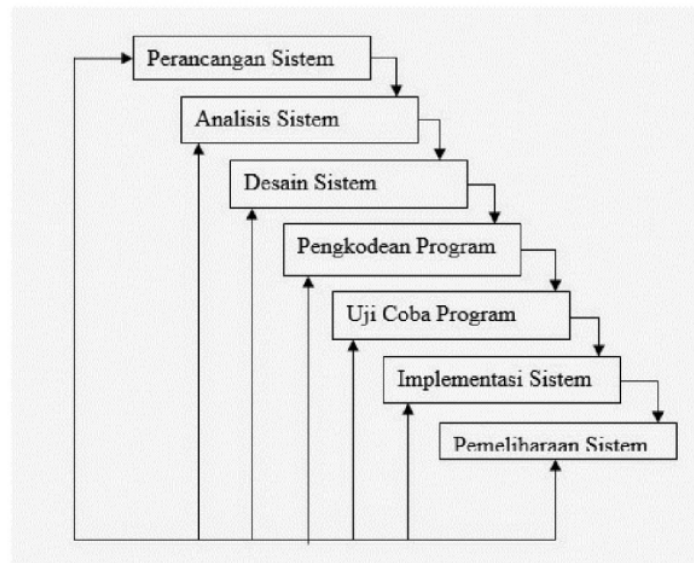 Perancangan Sistem
Analisis Sistem
Desain Sistem
Pengkodean Program
Uji Coba Program
Implementasi Sistem
Pemeliharaan Sistem